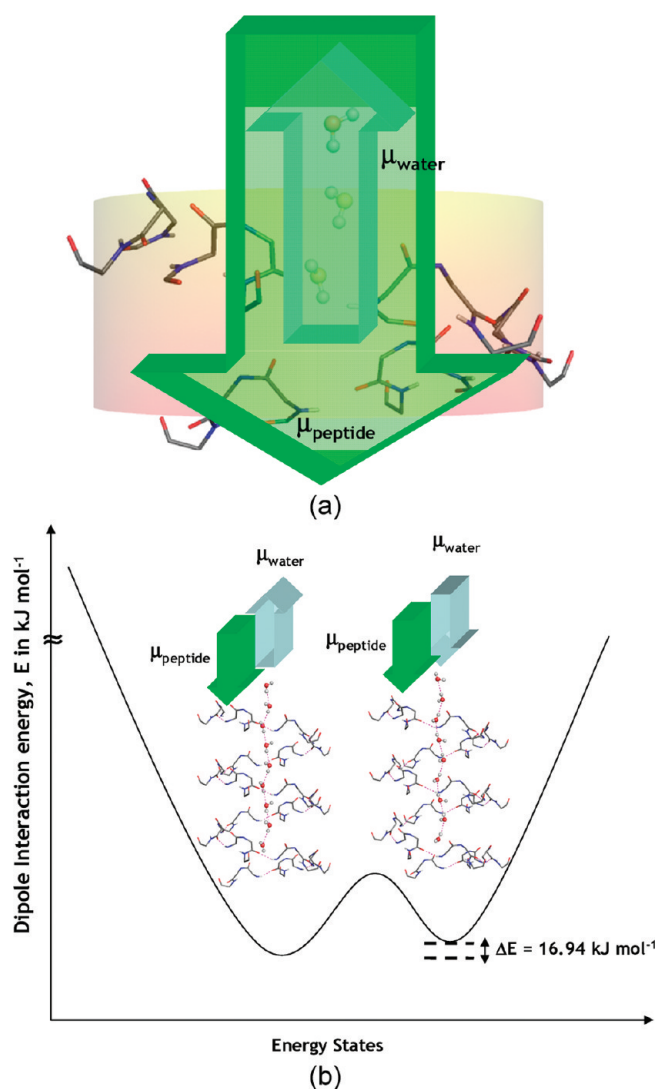 μwater
μpeptide
(a)
Dipole Interaction energy, E in kJ mol-1
≈
μwater
μwater
μpeptide
μpeptide
ΔE = 16.94 kJ mol-1
Energy States
(b)